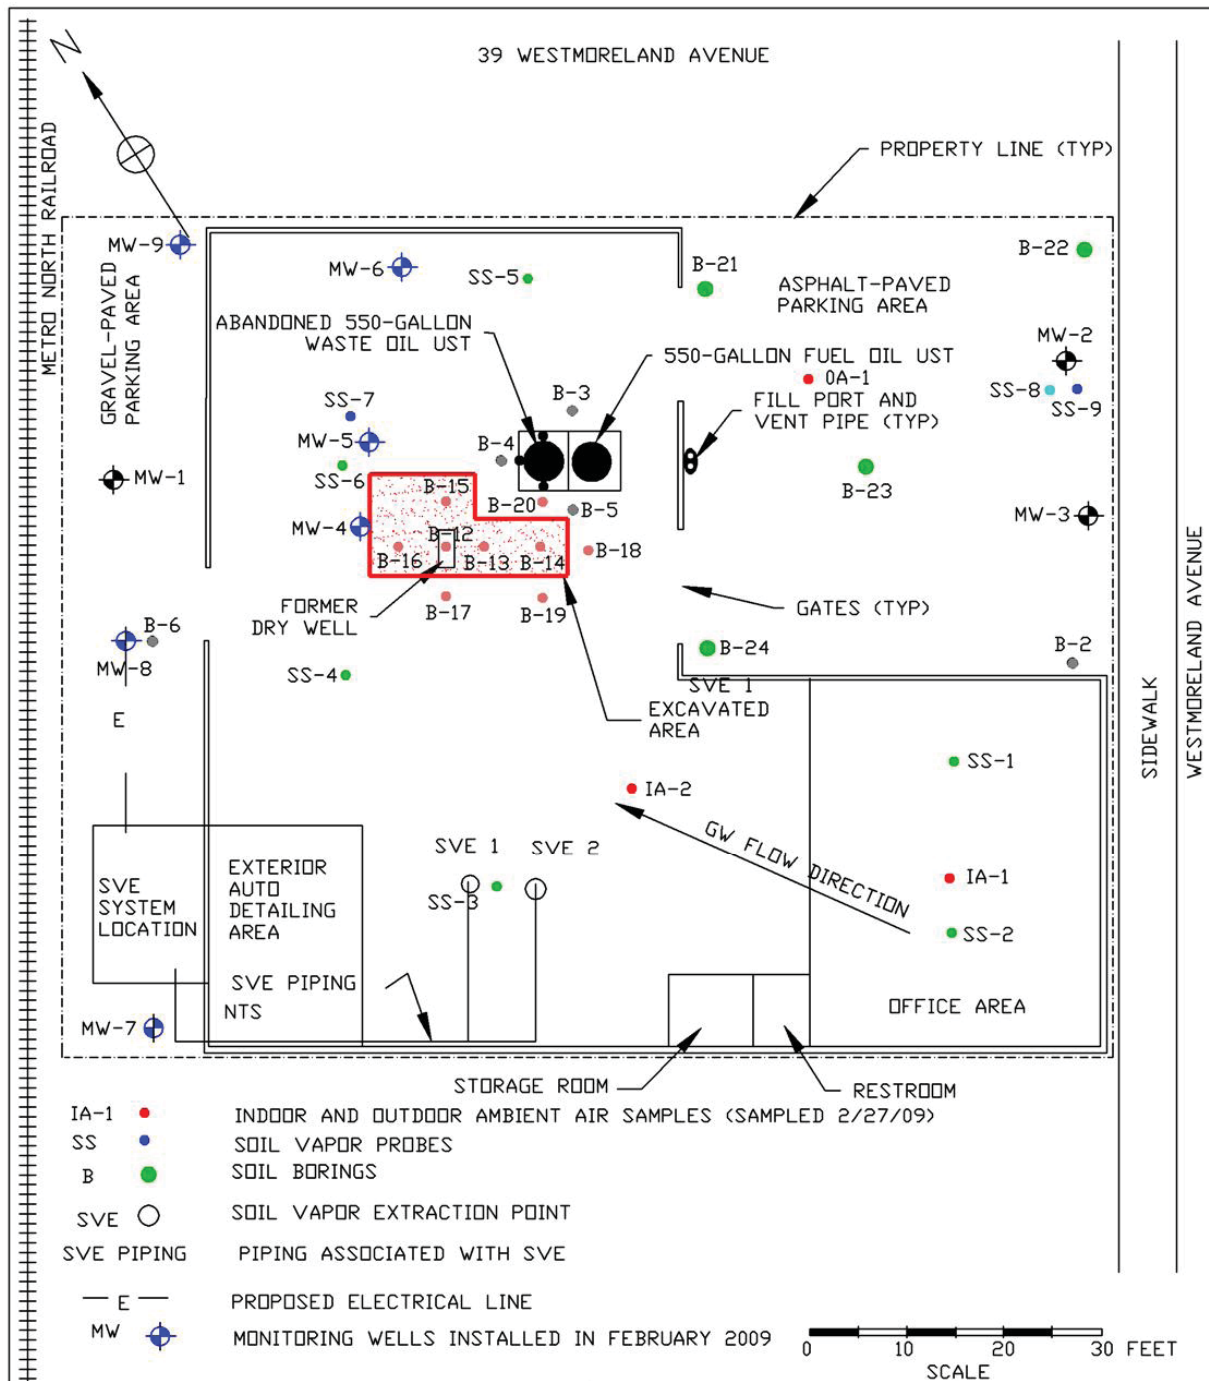 N
39 WESTMORELAND AVENUE
METRO NORTH RAILROAD
PROPERTY LINE (TYP)
MW-9
MW-6
SS-5
B-21
B-22
GRAVEL-PAVED
PARKING AREA
ASPHALT-PAVED
PARKING AREA
ABANDONED 550-GALLON
WASTE OIL UST
550-GALLON FUEL OIL UST
MW-2
OA-1
SS-8
SS-9
FILL PORT AND
VENT PIPE (TYP)
SS-7
B-3
MW-5
B-4
SS-6
MW-1
B-15
B-20
B-5
B-23
MW-3
MW-4
B-12
B-16
B-13
B-14
B-18
FORMER
DRY WELL
B-17
B-19
GATES (TYP)
B-6
MW-8
B-24
B-2
SS-4
SVE 1
EXCAVATED
AREA
E
SIDEWALK
WESTMORELAND AVENUE
SS-1
IA-2
GW FLOW DIRECTION
SVE 1
SVE 2
SS-3
IA-1
SS-2
SVE
SYSTEM
LOCATION
EXTERIOR
AUTO
DETAILING
AREA
SVE PIPING
NTS
MW-7
OFFICE AREA
STORAGE ROOM
RESTROOM
IA-1 INDOOR AND OUTDOOR AMBIENT AIR SAMPLES (SAMPLED 2/27/09)
SS SOIL VAPOR PROBES
B SOIL BORINGS
SVE SOIL VAPOR EXTRACTION POINT
SVE PIPING PIPING ASSOCIATED WITH SVE
E PROPOSED ELECTRICAL LINE
MW MONITORING WELLS INSTALLED IN FEBRUARY 2009
0 10 20 30 FEET
SCALE